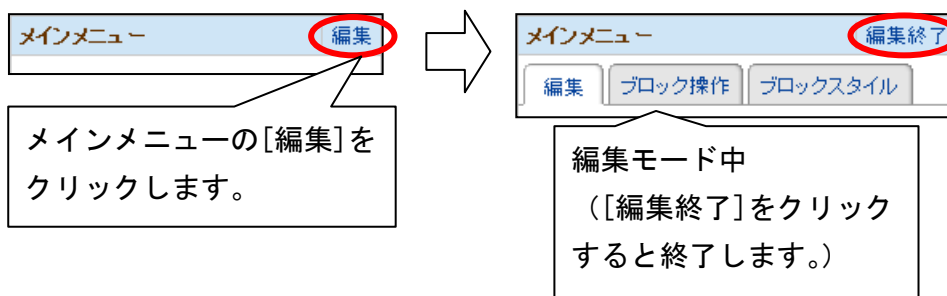 メインメニュー 編集
メインメニューの[編集]を
クリックします。
メインメニュー 編集終了
編集 ブロック操作 ブロックスタイル
編集モード中
([編集終了]をクリック
すると終了します。)